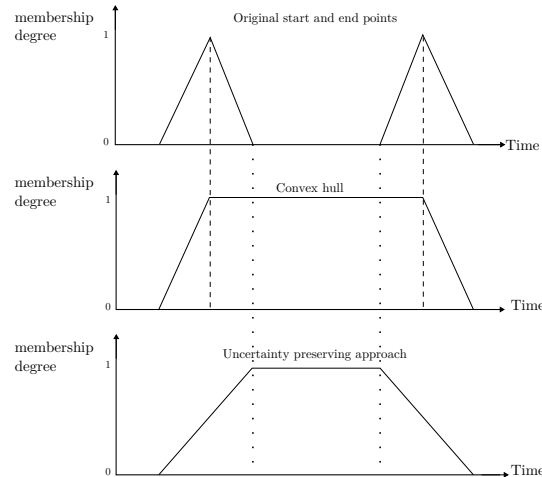 membership
degree
Original start and end points
1
0
Time
membership
degree
Convex hull
1
0
Time
membership
degree
Uncertainty preserving approach
1
0
Time